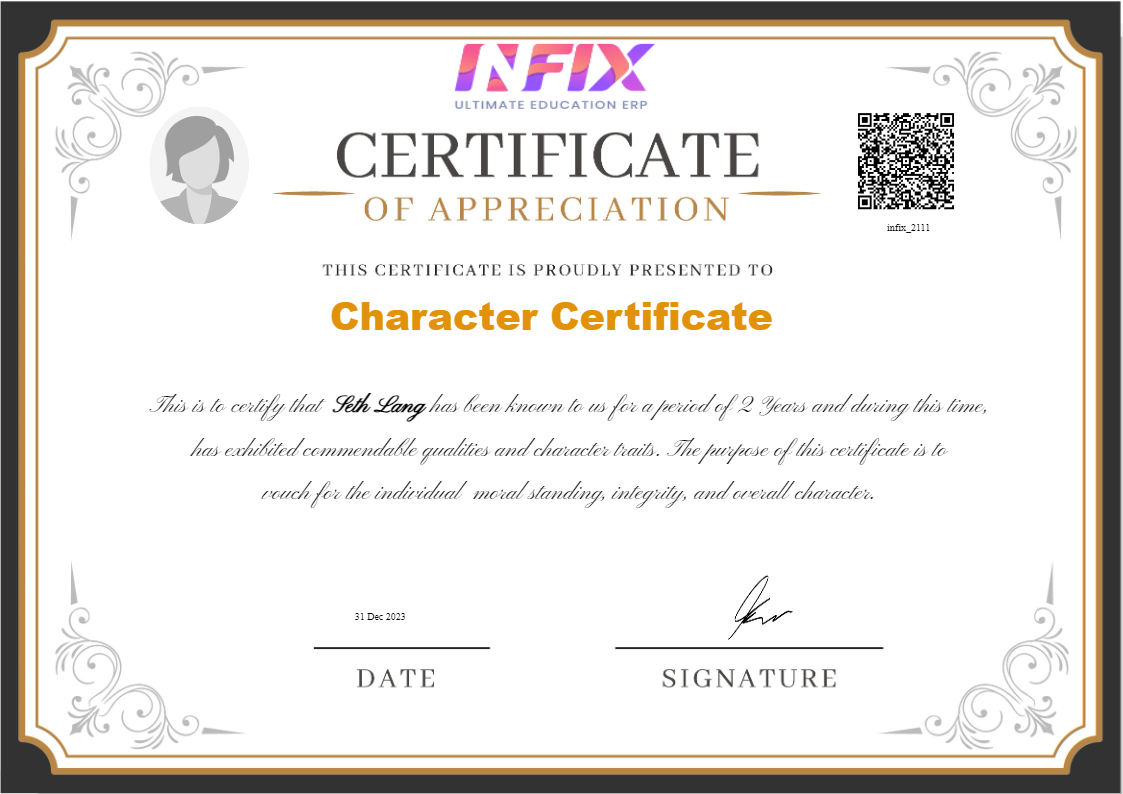 INFIX
ULTIMATE EDUCATION ERP
CERTIFICATE
OF APPRECIATION
infix_2111
THIS CERTIFICATE IS PROUDLY PRESENTED TO
Character Certificate
This is to certify that Seth Lang has been known to us for a period of 2 Years and during this time,
has exhibited commendable qualities and character traits. The purpose of this certificate is to
vouch for the individual moral standing, integrity, and overall character.
31 Dec 2023
DATE
SIGNATURE